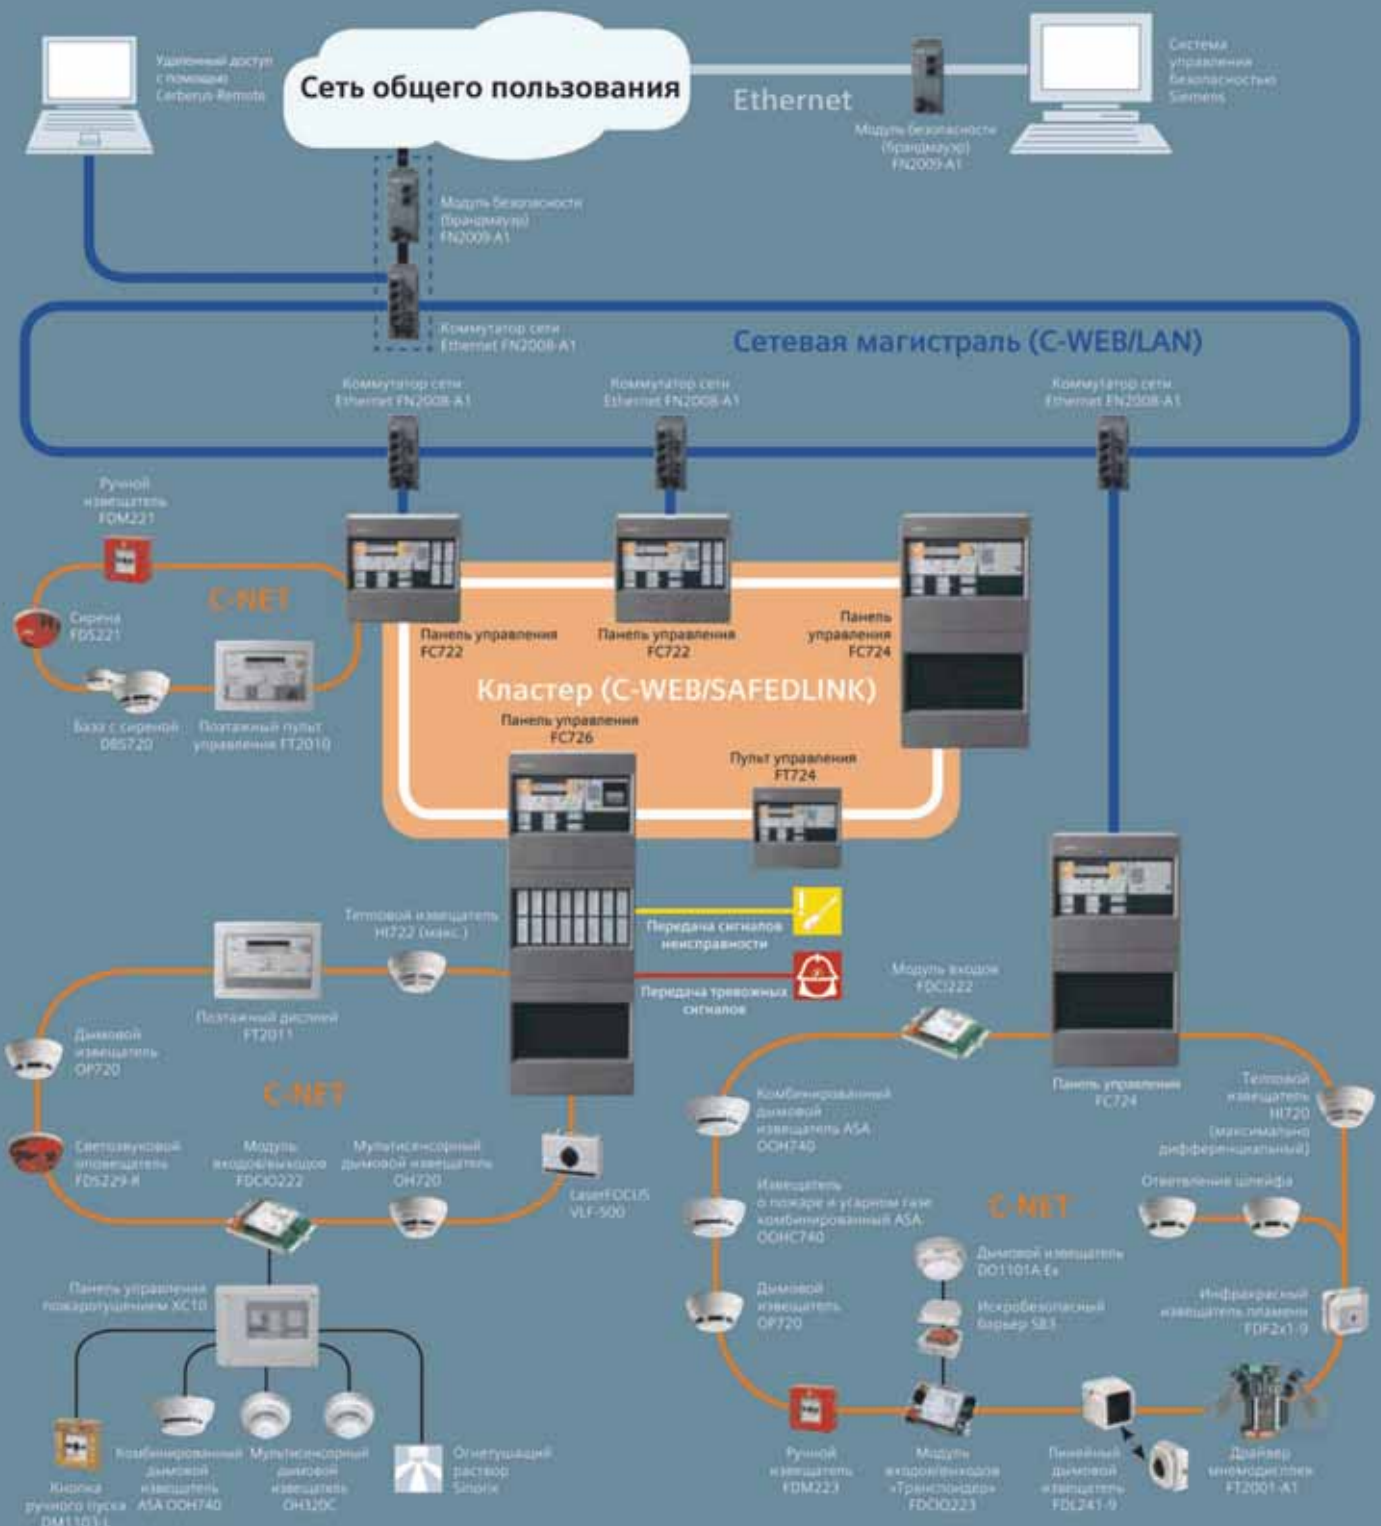 Удаленный доступ
с помощью
Cerberus-Remote
Сеть общего пользования
Ethernet
Система
управления
безопасностью
Siemens
Модуль безопасности
(брандмауэр)
FN2009-A1
Модуль безопасности
(брандмауэр)
FN2009-A1
Коммутатор сети
Ethernet FN2008-A1
Сетевая магистраль (C-WEB/LAN)
Коммутатор сети
Ethernet FN2008-A1
Коммутатор сети
Ethernet FN2008-A1
Коммутатор сети
Ethernet FN2008-A1
Ручной
извещатель
FDM221
C-NET
Сирена
FDS221
База с сиреной
DBS720
Поэтажный пульт
управления FT2010
Панель управления
FC722
Панель управления
FC722
Панель
управления
FC724
Кластер (C-WEB/SAFEDLINK)
Панель управления
FC726
Пульт управления
FT724
Тепловой извещатель
HI722 (макс.)
Передача сигналов
неисправности
Передача тревожных
сигналов
Поэтажный дисплей
FT2011
Дымовой
извещатель
OP720
C-NET
Светозвуковой
оповещатель
FDS229-R
Модуль
входов/выходов
FDCIO222
Мультисенсорный
дымовой извещатель
OH720
LaserFOCUS
VLF-500
Панель управления
пожаротушением XC10
Кнопка
ручного пуска
DM1103-L
Комбинированный
дымовой
извещатель
ASA OOH740
Мультисенсорный
дымовой
извещатель
OH320C
Огнетушащий
раствор
Sinorix
Модуль входов
FDCI222
Панель управления
FC724
Комбинированный
дымовой
извещатель ASA
OOH740
Тепловой
извещатель
HI720
(максимально
дифференциальный)
Извещатель
о пожаре и угарном газе
комбинированный ASA
OOHC740
C-NET
Ответвление шлейфа
Дымовой извещатель
DO1101A Ex
Искробезопасный
барьер SB3
Дымовой
извещатель
OP720
Инфракрасный
извещатель пламени
FDF2x1-9
Ручной
извещатель
FDM223
Модуль
входов/выходов
«Транспондер»
FDCIO223
Линейный
дымовой
извещатель
FDL241-9
Драйвер
мнемодисплея
FT2001-A1